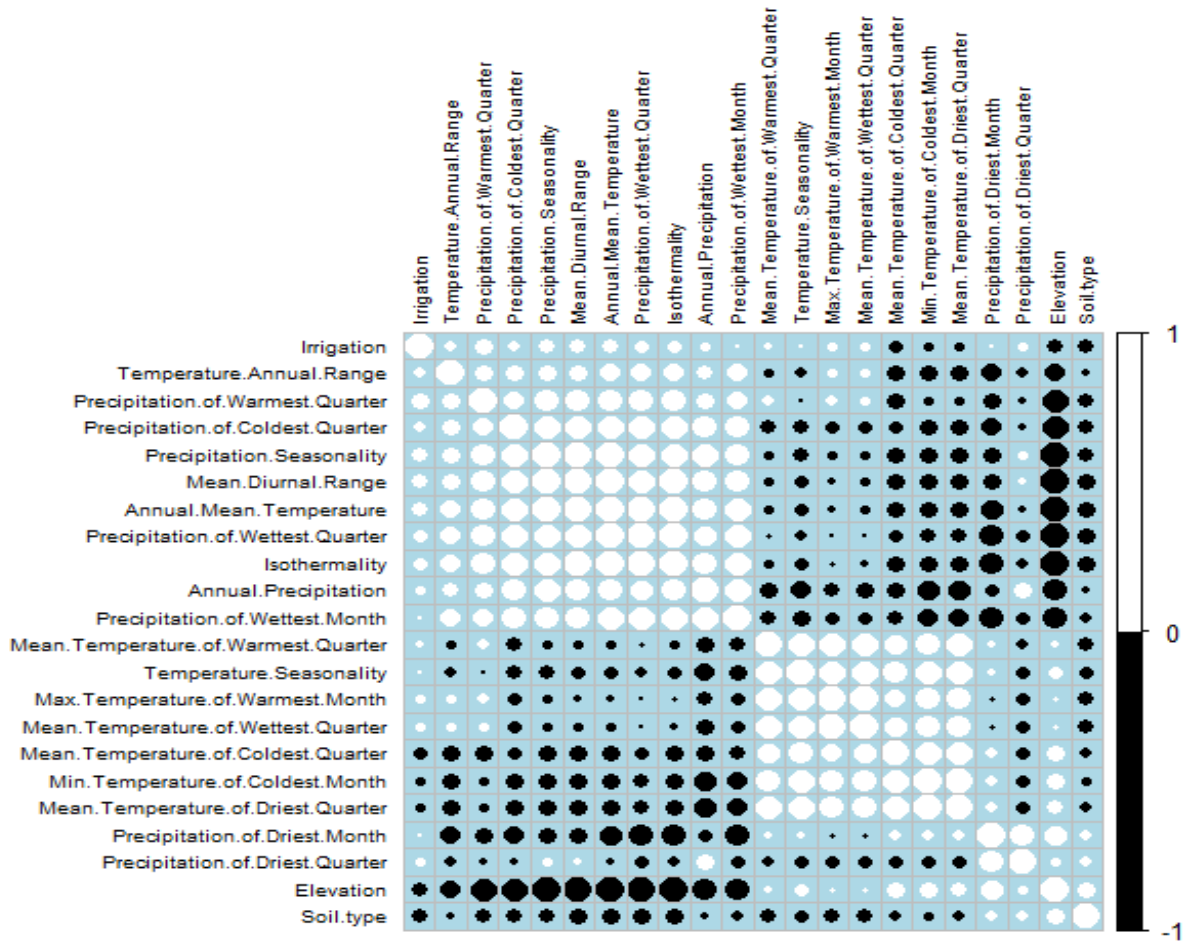 Irrigation
Temperature.Annual.Range
Precipitation.of.Warmest.Quarter
Precipitation.of.Coldest.Quarter
Precipitation.Seasonality
Mean.Diurnal.Range
Annual.Mean.Temperature
Precipitation.of.Wettest.Quarter
Isothermality
Annual.Precipitation
Precipitation.of.Wettest.Month
Mean.Temperature.of.Warmest.Quarter
Temperature.Seasonality
Max.Temperature.of.Warmest.Month
Mean.Temperature.of.Wettest.Quarter
Mean.Temperature.of.Coldest.Quarter
Min.Temperature.of.Coldest.Month
Mean.Temperature.of.Driest.Quarter
Precipitation.of.Driest.Month
Precipitation.of.Driest.Quarter
Elevation
Soil.type
Irrigation
Temperature.Annual.Range
Precipitation.of.Warmest.Quarter
Precipitation.of.Coldest.Quarter
Precipitation.Seasonality
Mean.Diurnal.Range
Annual.Mean.Temperature
Precipitation.of.Wettest.Quarter
Isothermality
Annual.Precipitation
Precipitation.of.Wettest.Month
Mean.Temperature.of.Warmest.Quarter
Temperature.Seasonality
Max.Temperature.of.Warmest.Month
Mean.Temperature.of.Wettest.Quarter
Mean.Temperature.of.Coldest.Quarter
Min.Temperature.of.Coldest.Month
Mean.Temperature.of.Driest.Quarter
Precipitation.of.Driest.Month
Precipitation.of.Driest.Quarter
Elevation
Soil.type
1
0
-1